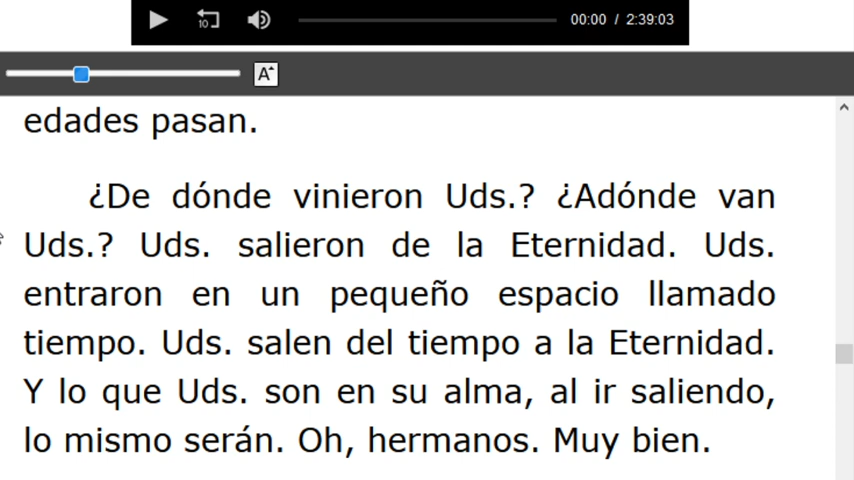 10
00:00 / 2:39:03
A
edades pasan.
¿De dónde vinieron Uds.? ¿Adónde van
Uds.? Uds. salieron de la Eternidad. Uds.
entraron en un pequeño espacio llamado
tiempo. Uds. salen del tiempo a la Eternidad.
Y lo que Uds. son en su alma, al ir saliendo,
lo mismo serán. Oh, hermanos. Muy bien.